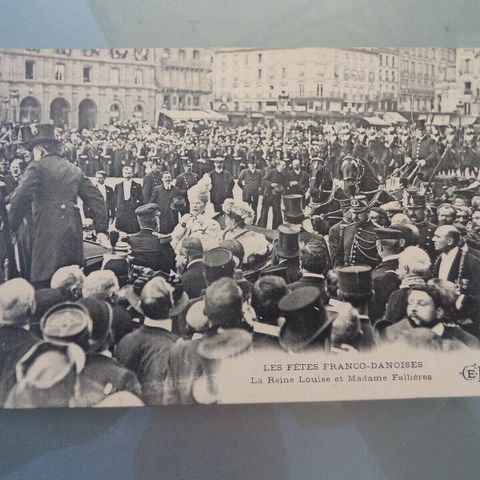 LES FÊTES FRANCO-DANOISES
La Reine Louise et Madame Fallières